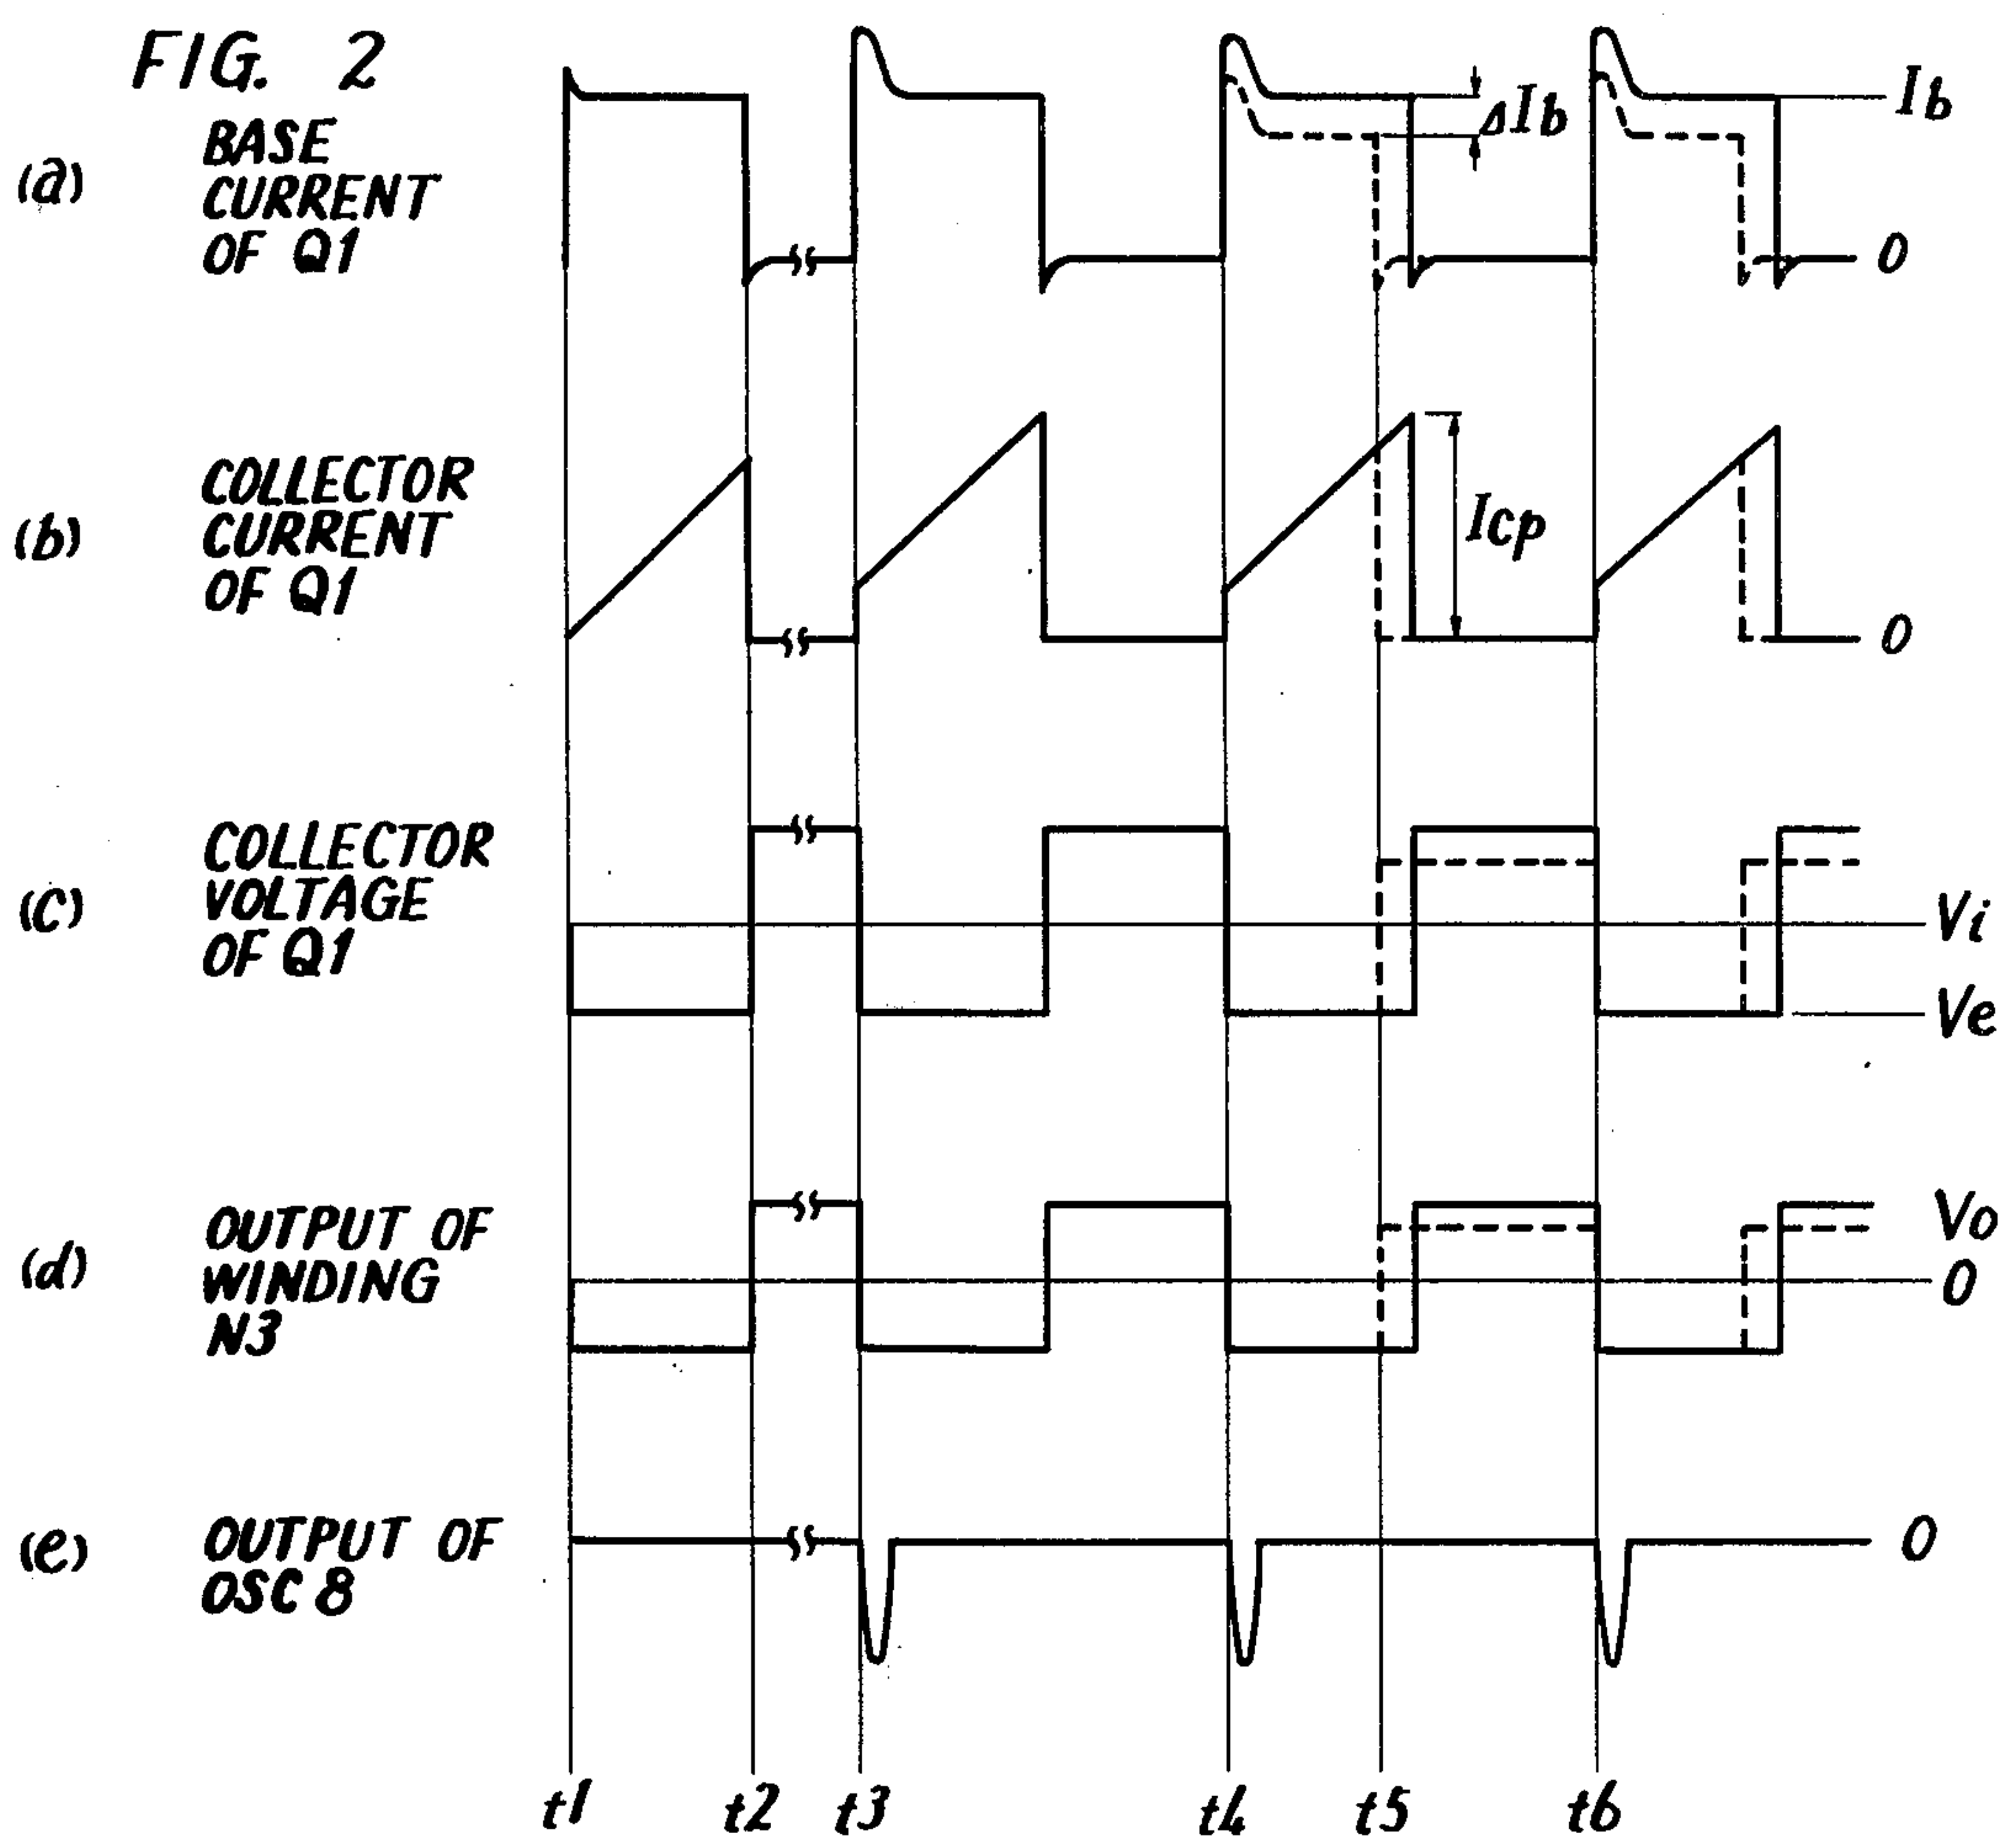 FIG. 2
(a)
BASE
CURRENT
OF Q1
ΔIb
Ib
0
(b)
COLLECTOR
CURRENT
OF Q1
Icp
0
(c)
COLLECTOR
VOLTAGE
OF Q1
Vi
Ve
(d)
OUTPUT OF
WINDING
N3
Vo
0
(e)
OUTPUT OF
OSC 8
0
t1 t2 t3 t4 t5 t6